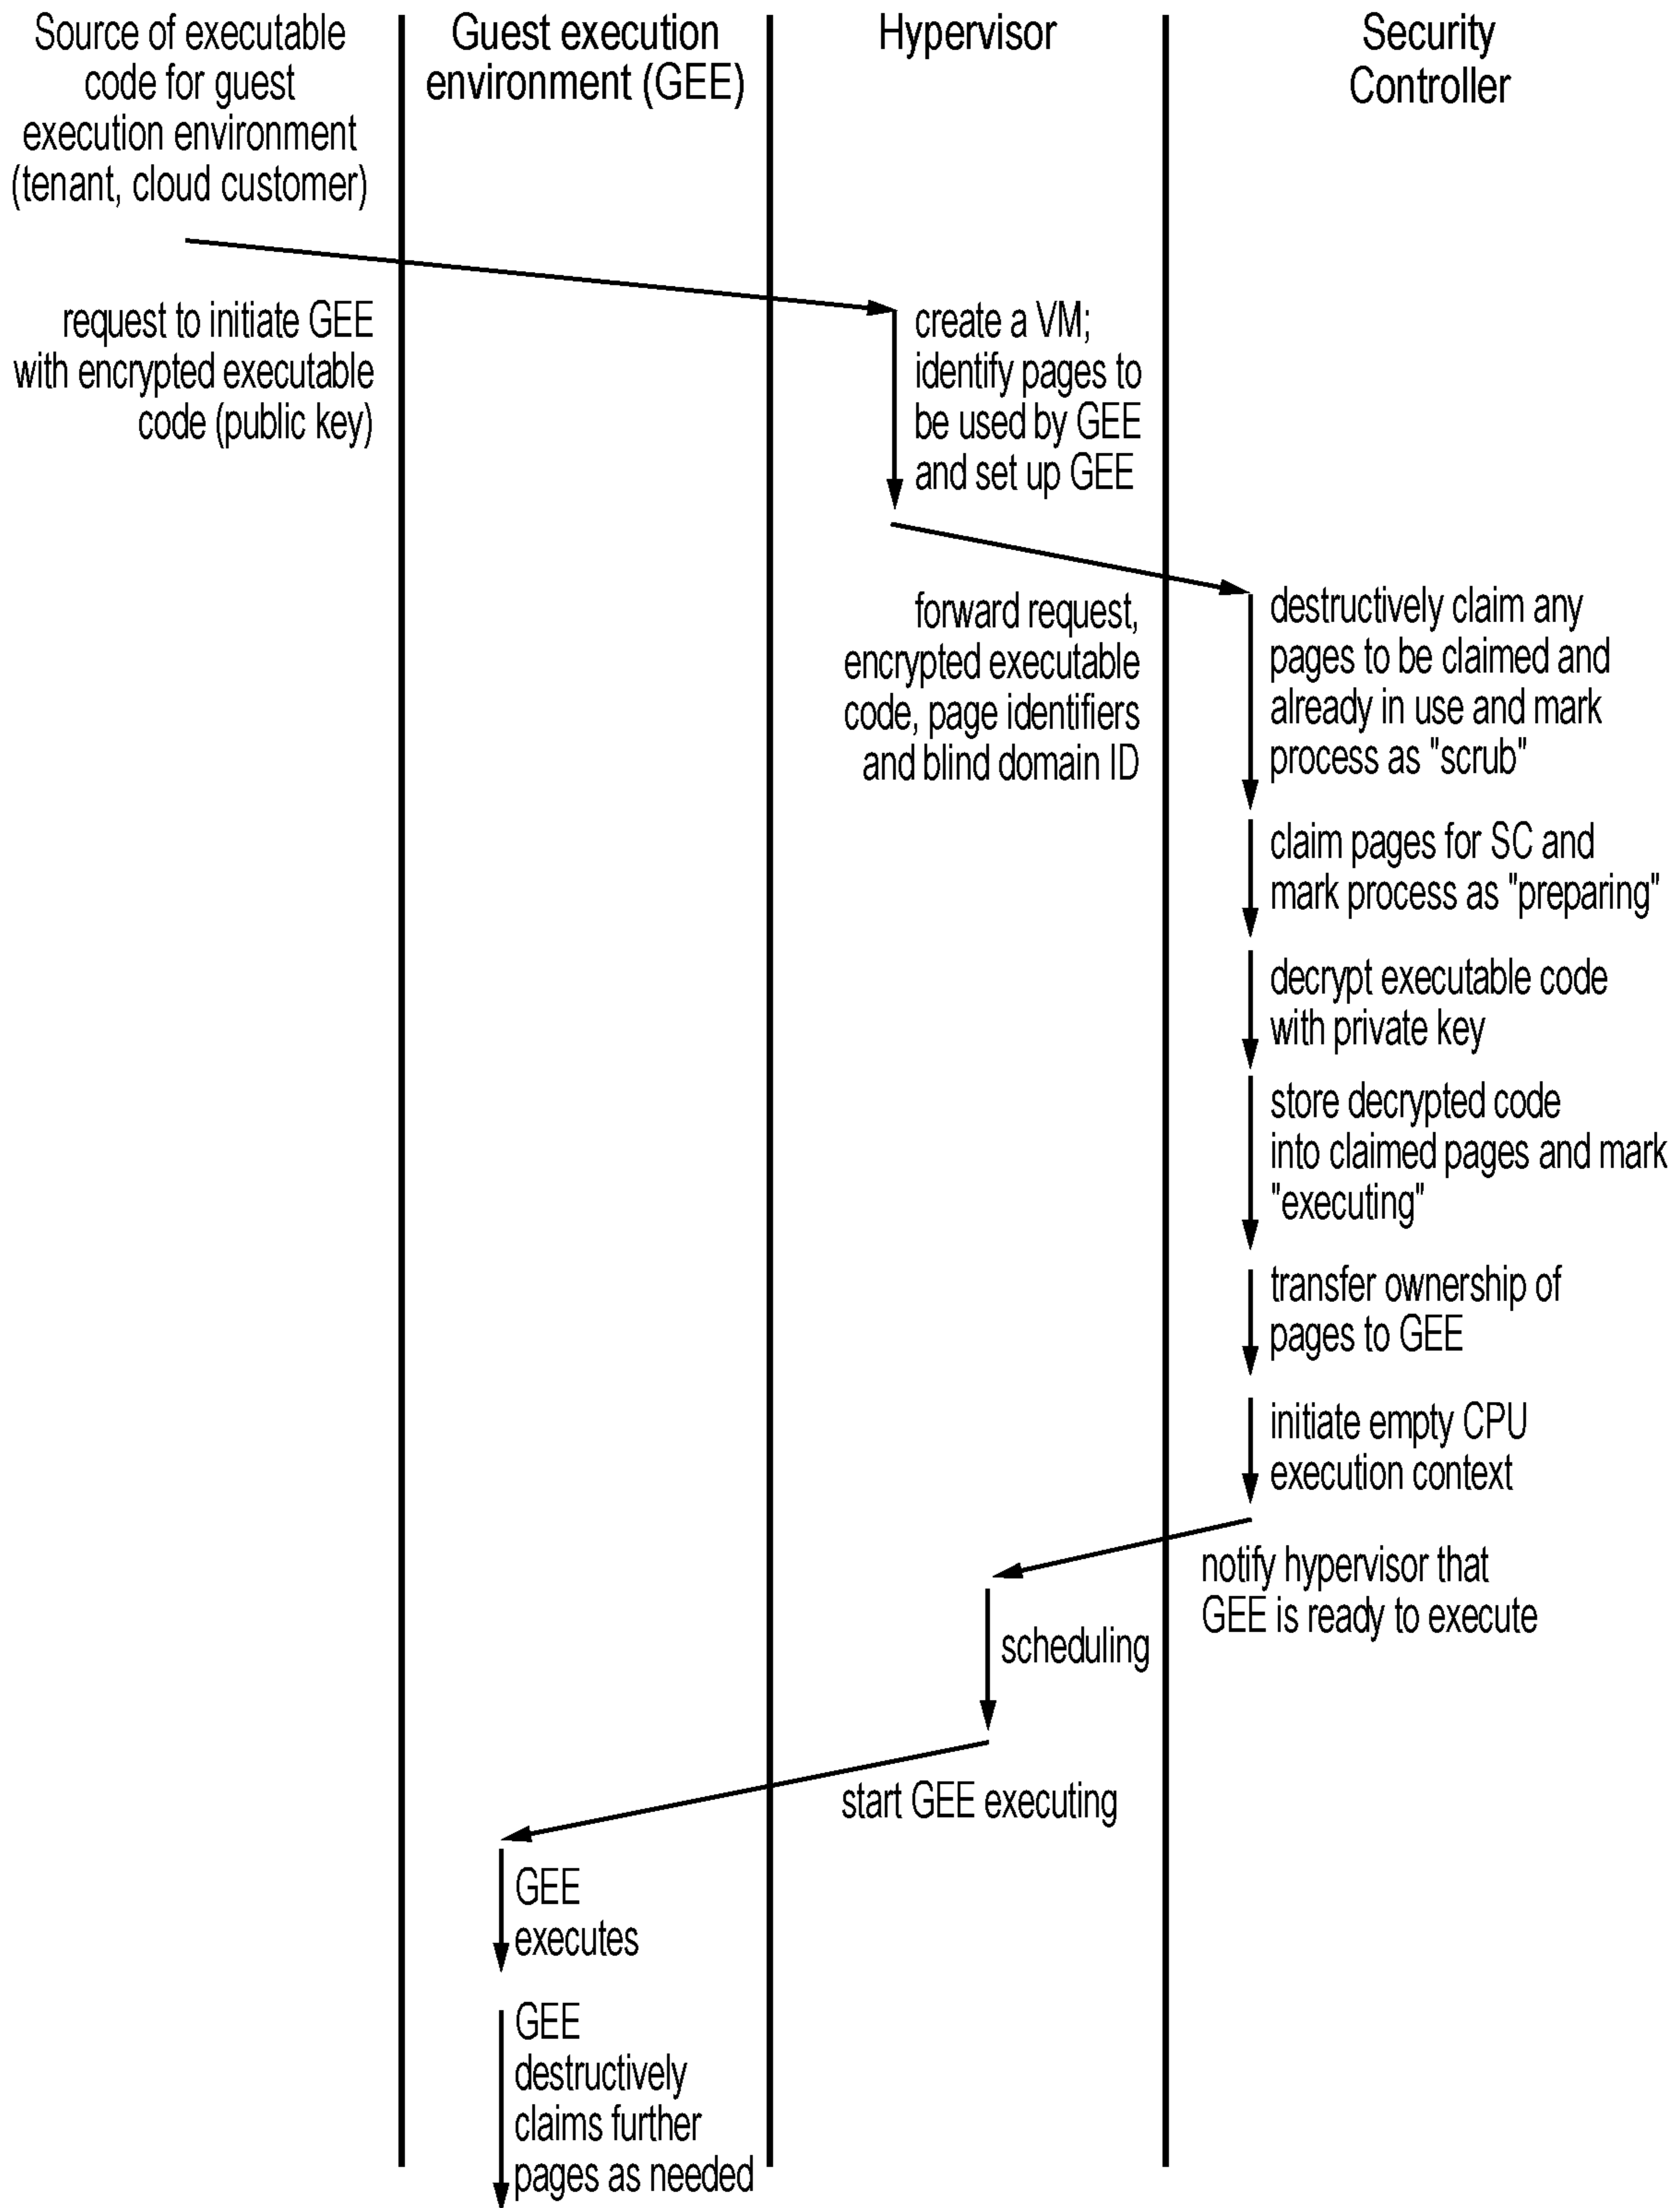 Source of executable
code for guest
execution environment
(tenant, cloud customer)
Guest execution
environment (GEE)
Hypervisor
Security
Controller
request to initiate GEE
with encrypted executable
code (public key)
create a VM;
identify pages to
be used by GEE
and set up GEE
forward request,
encrypted executable
code, page identifiers
and blind domain ID
destructively claim any
pages to be claimed and
already in use and mark
process as "scrub"
claim pages for SC and
mark process as "preparing"
decrypt executable code
with private key
store decrypted code
into claimed pages and mark
"executing"
transfer ownership of
pages to GEE
initiate empty CPU
execution context
notify hypervisor that
GEE is ready to execute
scheduling
start GEE executing
GEE
executes
GEE
destructively
claims further
pages as needed